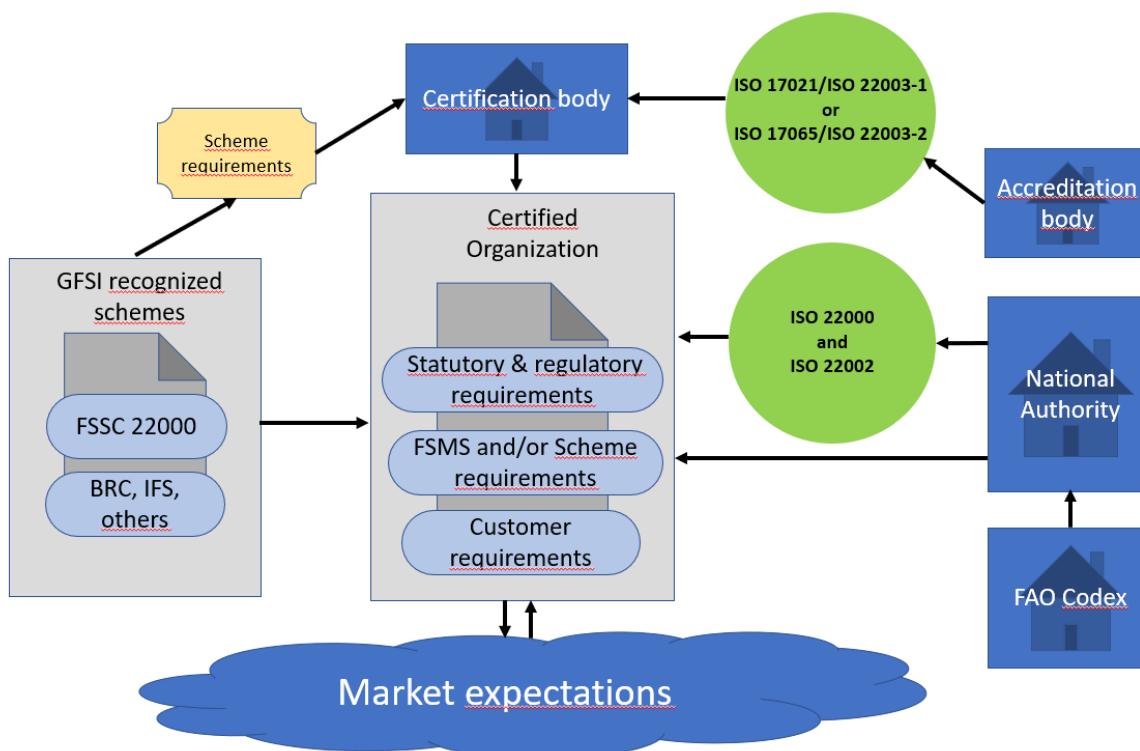 Certification body
ISO 17021/ISO 22003-1
or
ISO 17065/ISO 22003-2
Scheme
requirements
Accreditation
body
Certified
Organization
GFSI recognized
schemes
FSSC 22000
BRC, IFS,
others
Statutory & regulatory
requirements
FSMS and/or Scheme
requirements
Customer
requirements
ISO 22000
and
ISO 22002
National
Authority
FAO Codex
Market expectations